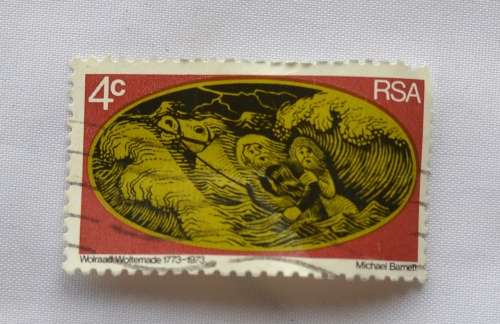 4c
RSA
Wolraad Woltemade 1773-1973
Michael Barnett